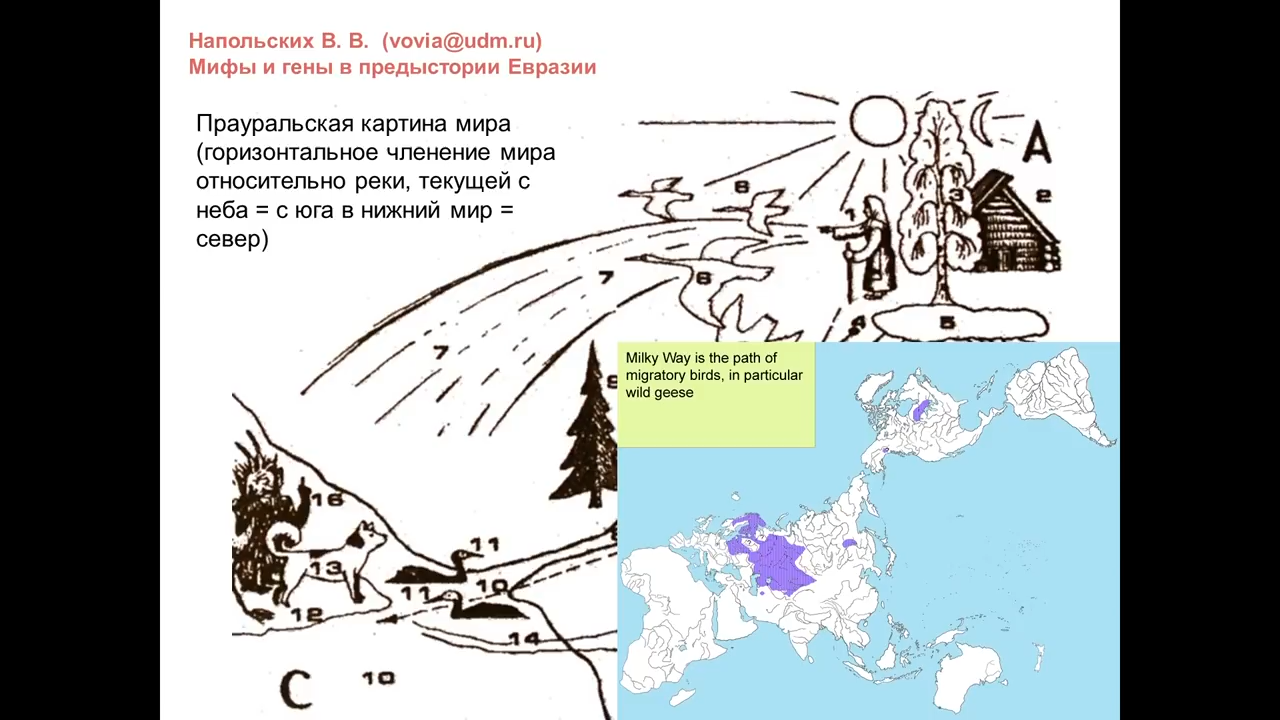 Напольских В. В. (vovia@udm.ru)
Мифы и гены в предыстории Евразии
Прауральская картина мира
(горизонтальное членение мира
относительно реки, текущей с
неба = с юга в нижний мир =
север)
A
1
2
3
4
5
6
6
7
7
Milky Way is the path of
migratory birds, in particular
wild geese
16
13
12
11
11
10
14
C
10